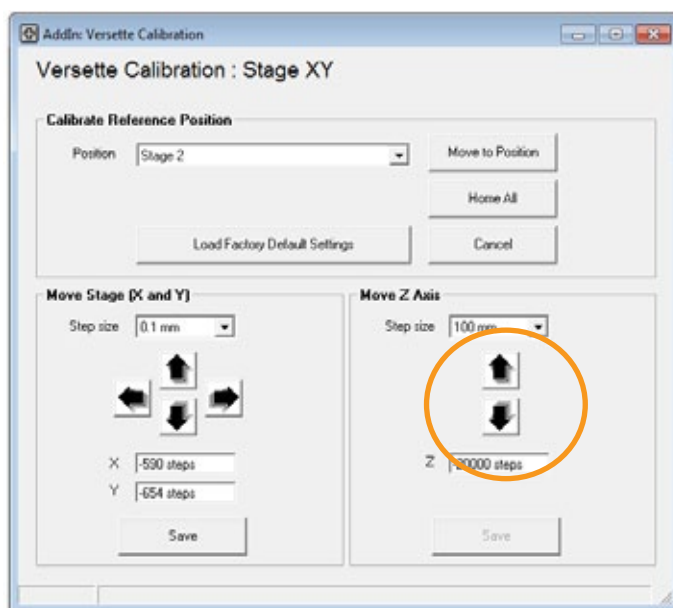 AddIn: Versette Calibration
Versette Calibration : Stage XY
Calibrate Reference Position
Position Stage 2 Move to Position
Home All
Load Factory Default Settings Cancel
Move Stage (X and Y) Move Z Axis
Step size 0.1 mm Step size 100 mm
X -590 steps Z -20000 steps
Y -654 steps
Save Save